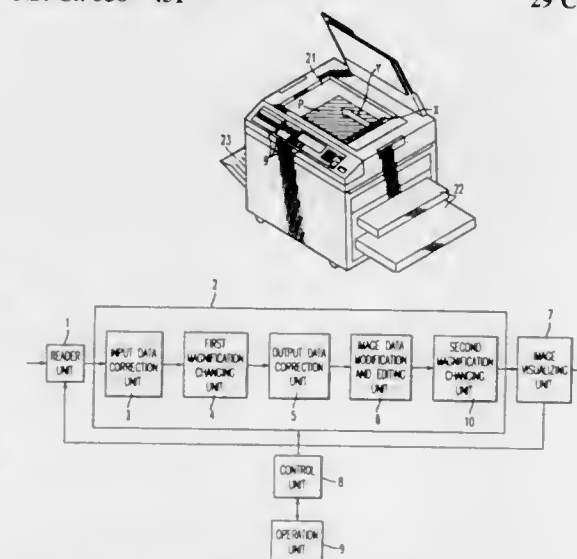 29 C
21
Y
P
X
23
9
22
2
1
7
READER UNIT
INPUT DATA CORRECTION UNIT
FIRST MAGNIFICATION CHANGING UNIT
OUTPUT DATA CORRECTION UNIT
IMAGE DATA MODIFICATION AND EDITING UNIT
SECOND MAGNIFICATION CHANGING UNIT
IMAGE VISUALIZING UNIT
3
4
5
6
10
CONTROL UNIT
8
OPERATION UNIT
9